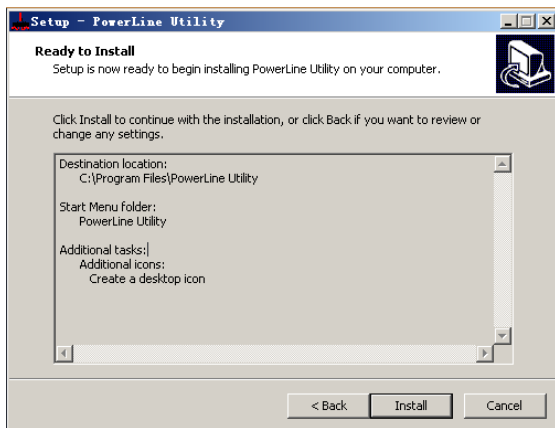 Setup - PowerLine Utility
Ready to Install
Setup is now ready to begin installing PowerLine Utility on your computer.
Click Install to continue with the installation, or click Back if you want to review or
change any settings.
Destination location:
C:\Program Files\PowerLine Utility
Start Menu folder:
PowerLine Utility
Additional tasks:
Additional icons:
Create a desktop icon
< Back
Install
Cancel